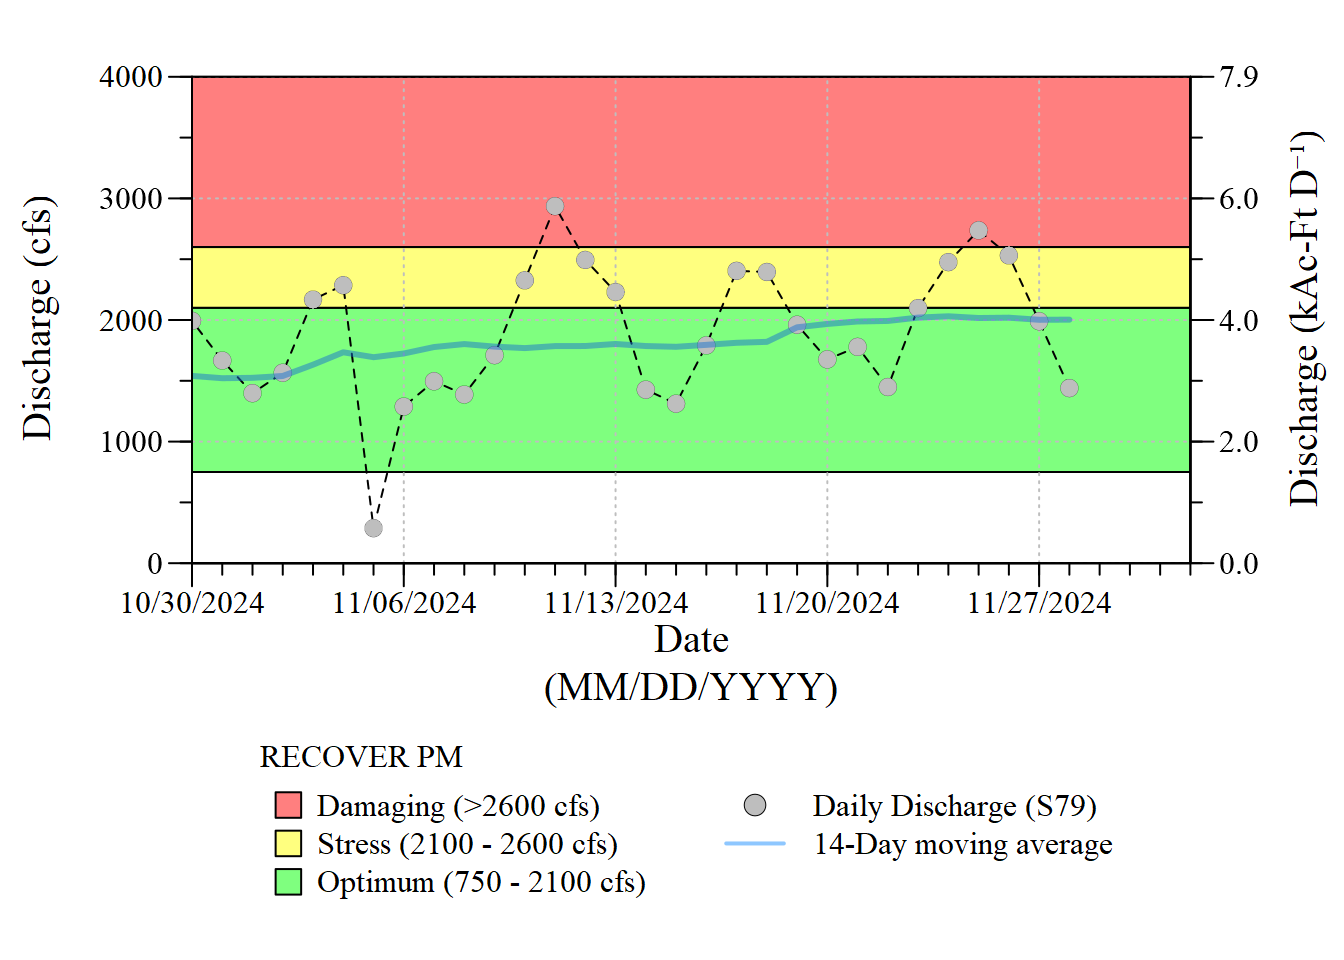 4000
3000
2000
1000
0
Discharge (cfs)
7.9
6.0
4.0
2.0
0.0
Discharge (kAc-Ft D⁻¹)
10/30/2024 11/06/2024 11/13/2024 11/20/2024 11/27/2024
Date
(MM/DD/YYYY)
RECOVER PM
Damaging (>2600 cfs)
Stress (2100 - 2600 cfs)
Optimum (750 - 2100 cfs)
Daily Discharge (S79)
14-Day moving average